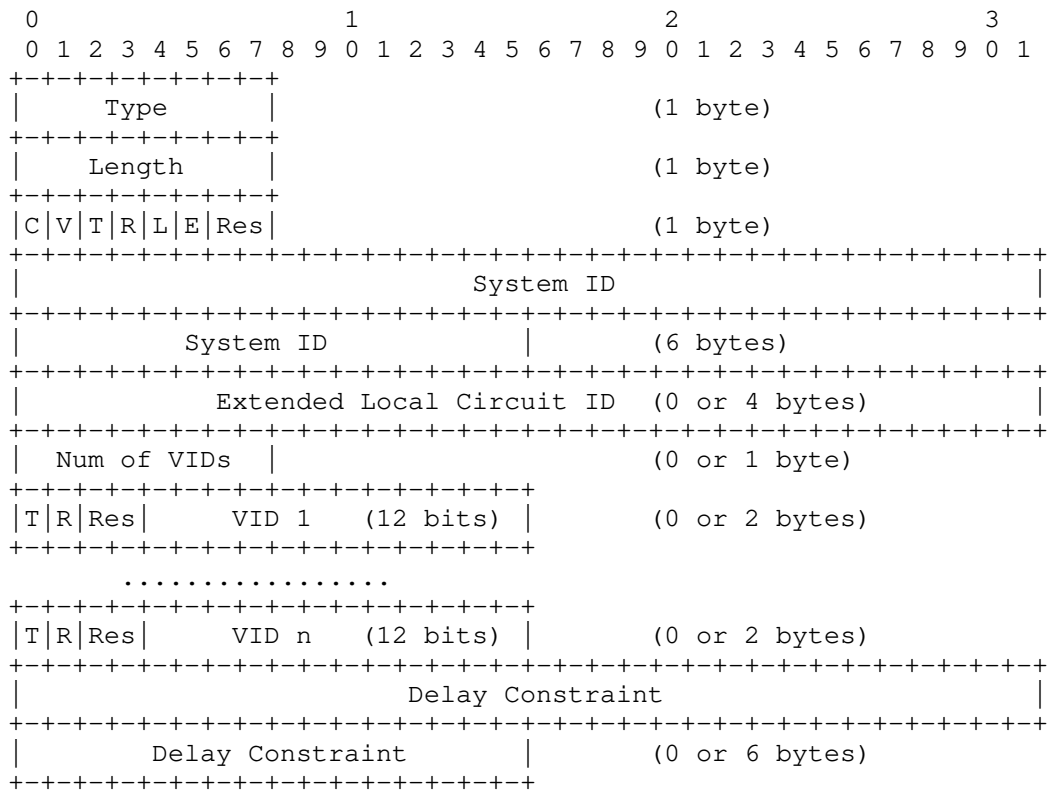 0                   1                   2                   3
 0 1 2 3 4 5 6 7 8 9 0 1 2 3 4 5 6 7 8 9 0 1 2 3 4 5 6 7 8 9 0 1
+-+-+-+-+-+-+-+-+
|     Type      |                       (1 byte)
+-+-+-+-+-+-+-+-+
|    Length     |                       (1 byte)
+-+-+-+-+-+-+-+-+
|C|V|T|R|L|E|Res|                       (1 byte)
+-+-+-+-+-+-+-+-+-+-+-+-+-+-+-+-+-+-+-+-+-+-+-+-+-+-+-+-+-+-+-+-+
|                            System ID                          |
+-+-+-+-+-+-+-+-+-+-+-+-+-+-+-+-+-+-+-+-+-+-+-+-+-+-+-+-+-+-+-+-+
|          System ID            |       (6 bytes)
+-+-+-+-+-+-+-+-+-+-+-+-+-+-+-+-+-+-+-+-+-+-+-+-+-+-+-+-+-+-+-+-+
|            Extended Local Circuit ID  (0 or 4 bytes)          |
+-+-+-+-+-+-+-+-+-+-+-+-+-+-+-+-+-+-+-+-+-+-+-+-+-+-+-+-+-+-+-+-+
|  Num of VIDs  |                       (0 or 1 byte)
+-+-+-+-+-+-+-+-+-+-+-+-+-+-+-+-+
|T|R|Res|     VID 1   (12 bits) |       (0 or 2 bytes)
+-+-+-+-+-+-+-+-+-+-+-+-+-+-+-+-+
       .................
+-+-+-+-+-+-+-+-+-+-+-+-+-+-+-+-+
|T|R|Res|     VID n   (12 bits) |       (0 or 2 bytes)
+-+-+-+-+-+-+-+-+-+-+-+-+-+-+-+-+-+-+-+-+-+-+-+-+-+-+-+-+-+-+-+-+
|                        Delay Constraint                       |
+-+-+-+-+-+-+-+-+-+-+-+-+-+-+-+-+-+-+-+-+-+-+-+-+-+-+-+-+-+-+-+-+
|        Delay Constraint       |       (0 or 6 bytes)
+-+-+-+-+-+-+-+-+-+-+-+-+-+-+-+-+